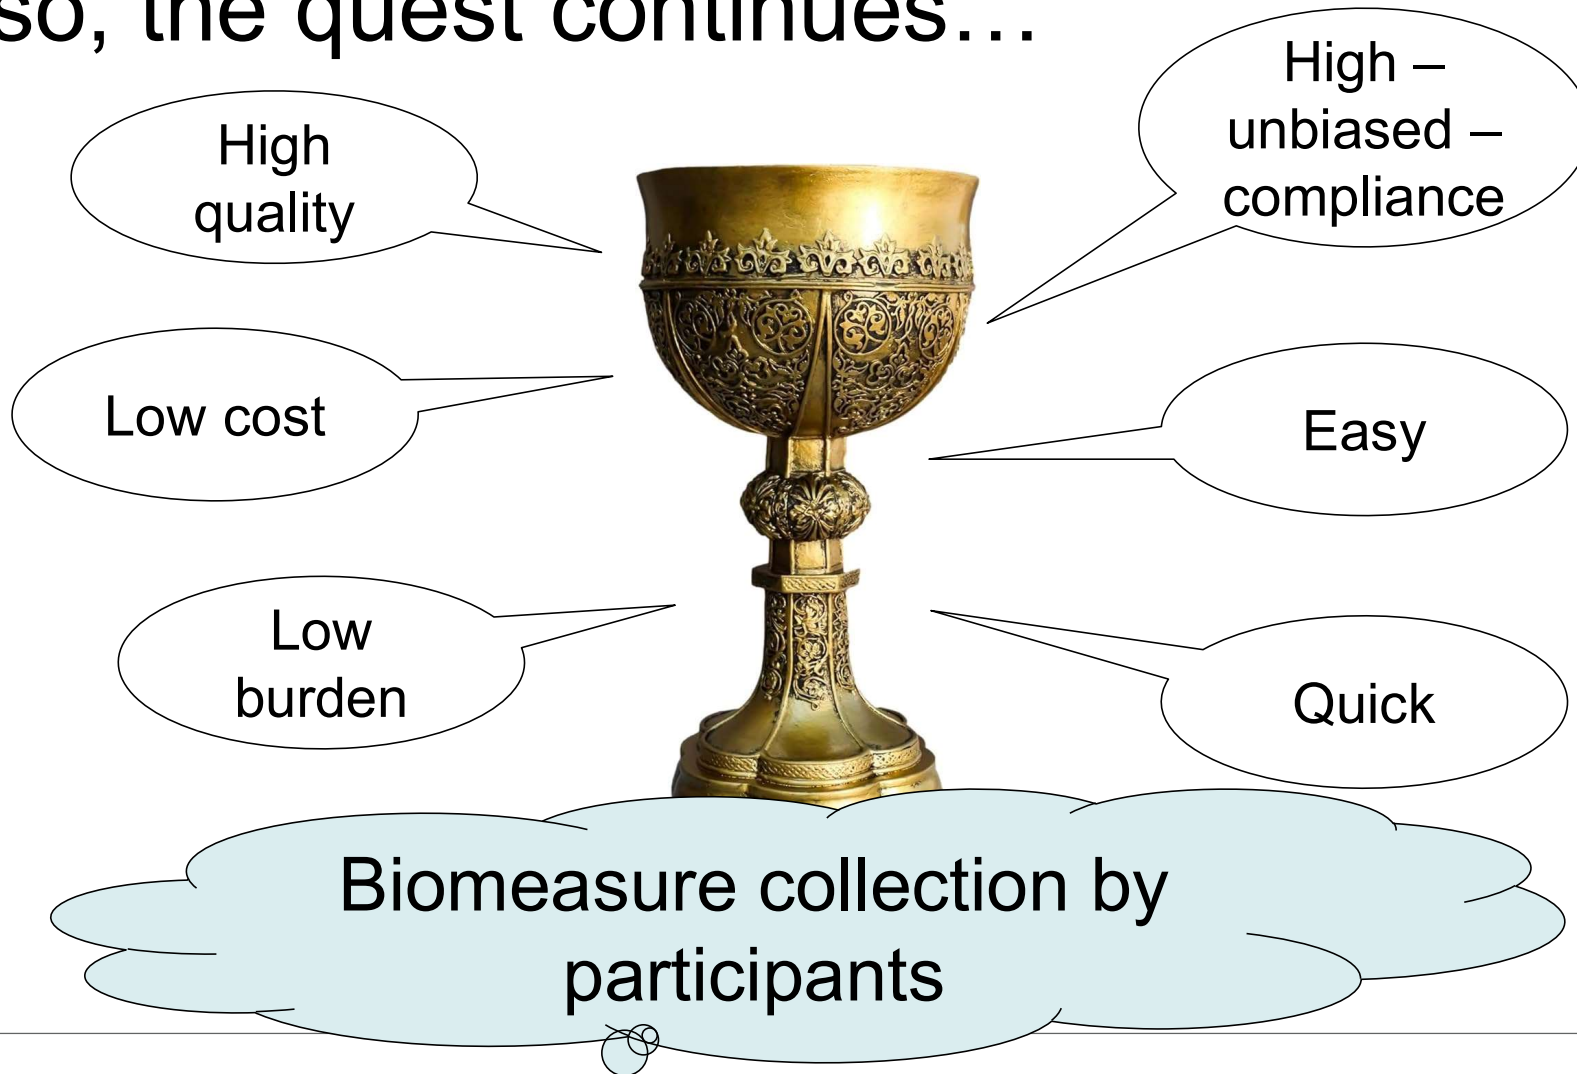 so, the quest continues…
High
quality
High –
unbiased –
compliance
Low cost
Easy
Low
burden
Quick
Biomeasure collection by
participants